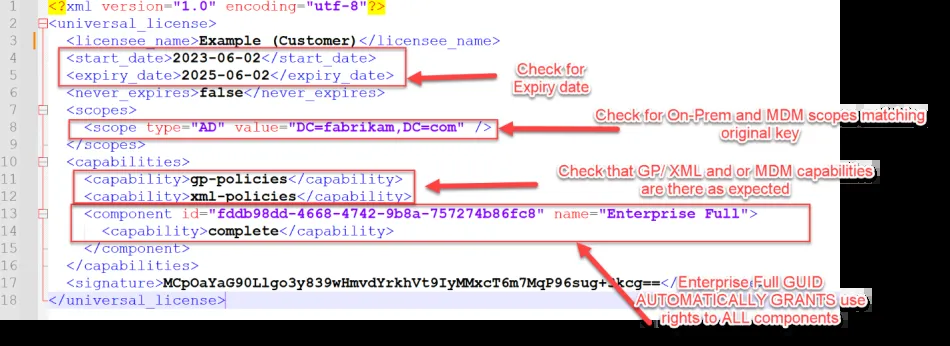 1 <?xml version="1.0" encoding="utf-8"?>
2 <universal_license>
3 <licensee_name>Example (Customer)</licensee_name>
4 <start_date>2023-06-02</start_date>
5 <expiry_date>2025-06-02</expiry_date>
Check for
Expiry date
6 <never_expires>false</never_expires>
7 <scopes>
8 <scope type="AD" value="DC=fabrikam,DC=com" />
Check for On-Prem and MDM scopes matching
original key
9 </scopes>
10 <capabilities>
11 <capability>gp-policies</capability>
12 <capability>xml-policies</capability>
Check that GP/ XML and or MDM capabilities
are there as expected
13 <component id="fddb98dd-4668-4742-9b8a-757274b86fc8" name="Enterprise Full">
14 <capability>complete</capability>
15 </component>
16 </capabilities>
17 <signature>MCpOaYaG90Llgo3y839wHmvdYrkhVt9IyMMxcT6m7MqP96sug+
18 </universal_license>
Enterprise Full GUID
AUTOMATICALLY GRANTS use
rights to ALL components